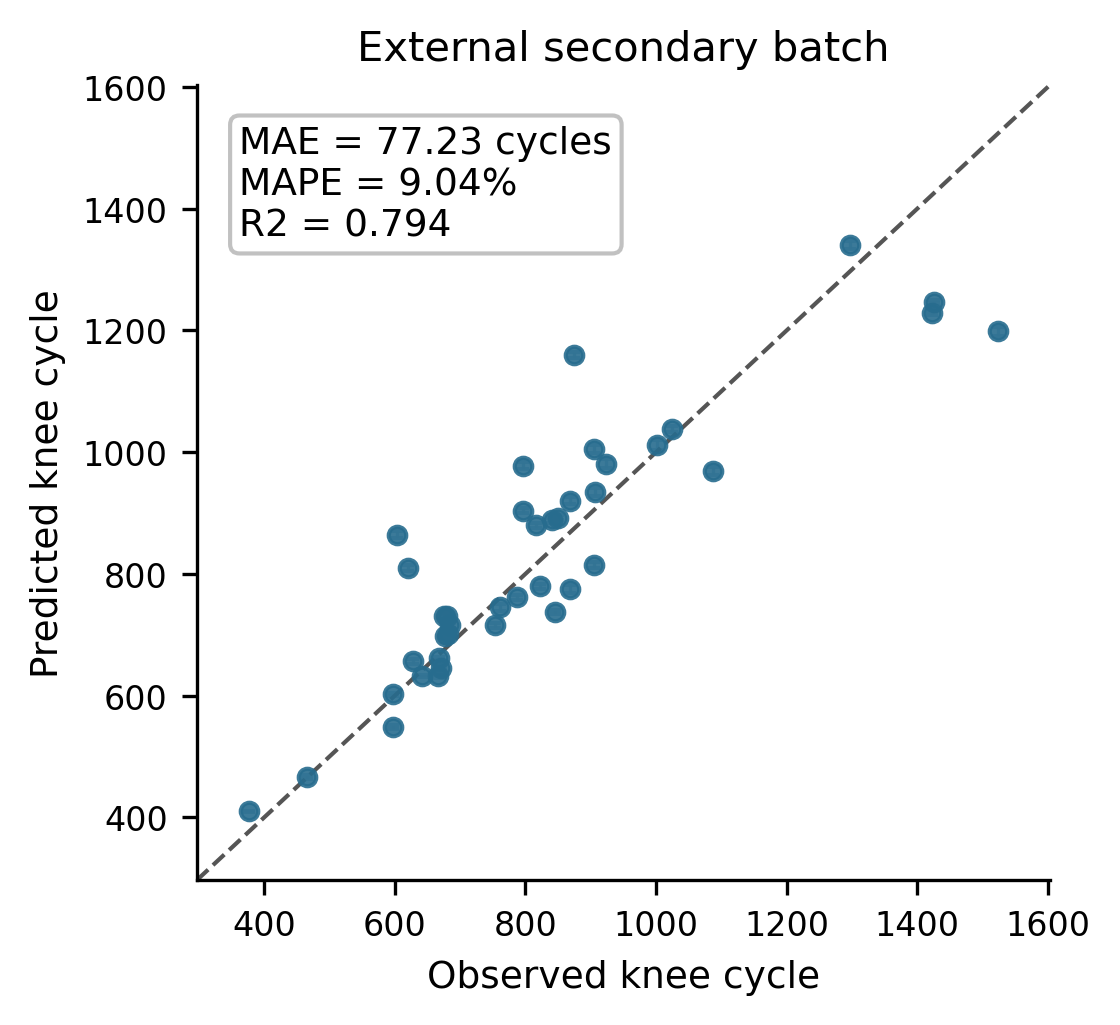 External secondary batch
MAE = 77.23 cycles
MAPE = 9.04%
R2 = 0.794
Predicted knee cycle
1600
1400
1200
1000
800
600
400
400 600 800 1000 1200 1400 1600
Observed knee cycle